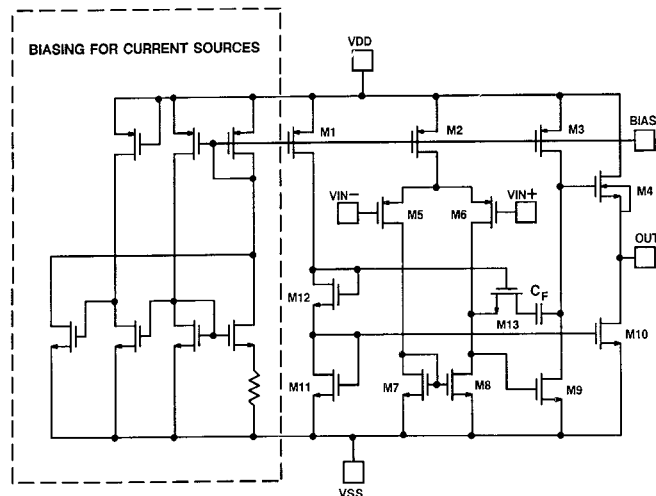 BIASING FOR CURRENT SOURCES
VDD
M1
M2
M3
BIAS
M4
VIN−
VIN+
M5
M6
OUT
M12
CF
M13
M10
M11
M7
M8
M9
VSS